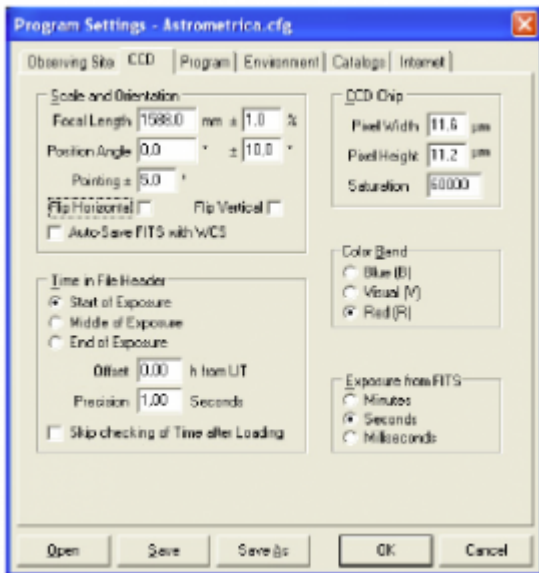 Program Settings - Astrometrica.cfg
Observing Site CCD Program Environment Catalogs Internet
Scale and Orientation
Focal Length 1588.0 mm ± 1.0 %
Position Angle 0.0 ° ± 10.0 °
Pointing ± 5.0 '
Flip Horizontal Flip Vertical
Auto-Save FITS with WCS
CCD Chip
Pixel Width 11.6 µm
Pixel Height 11.2 µm
Saturation 60000
Time in File Header
Start of Exposure
Middle of Exposure
End of Exposure
Offset 0.00 h from UT
Precision 1.00 Seconds
Skip checking of Time after Loading
Color Band
Blue (B)
Visual (V)
Red (R)
Exposure from FITS
Minutes
Seconds
Milliseconds
Open Save Save As OK Cancel